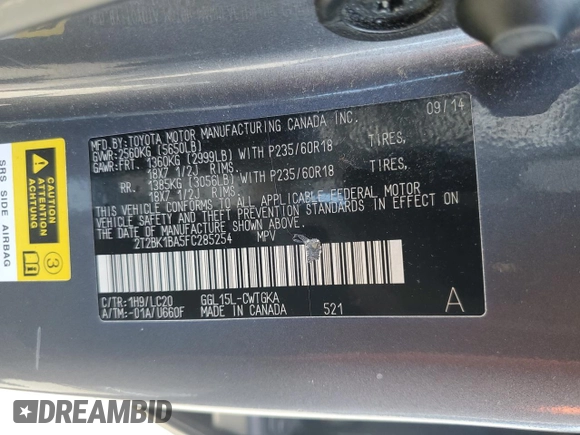 09/14
MFD.BY:TOYOTA MOTOR MANUFACTURING CANADA INC.
GVWR:2560KG (5650LB)
GAWR:FRT. 1360KG (2999LB) WITH P235/60R18 TIRES,
18X7 1/2J RIMS.
RR. 1385KG (3056LB) WITH P235/60R18 TIRES,
18X7 1/2J RIMS.
THIS VEHICLE CONFORMS TO ALL APPLICABLE FEDERAL MOTOR
VEHICLE SAFETY AND THEFT PREVENTION STANDARDS IN EFFECT ON
THE DATE OF MANUFACTURE SHOWN ABOVE.
2T2BK1BA5FC285254 MPV
C/TR:1H9/LC20 GGL15L-CWTGKA
A/TM:-01A/U660F MADE IN CANADA 521 A
SRS SIDE AIRBAG
3
DREAMBID